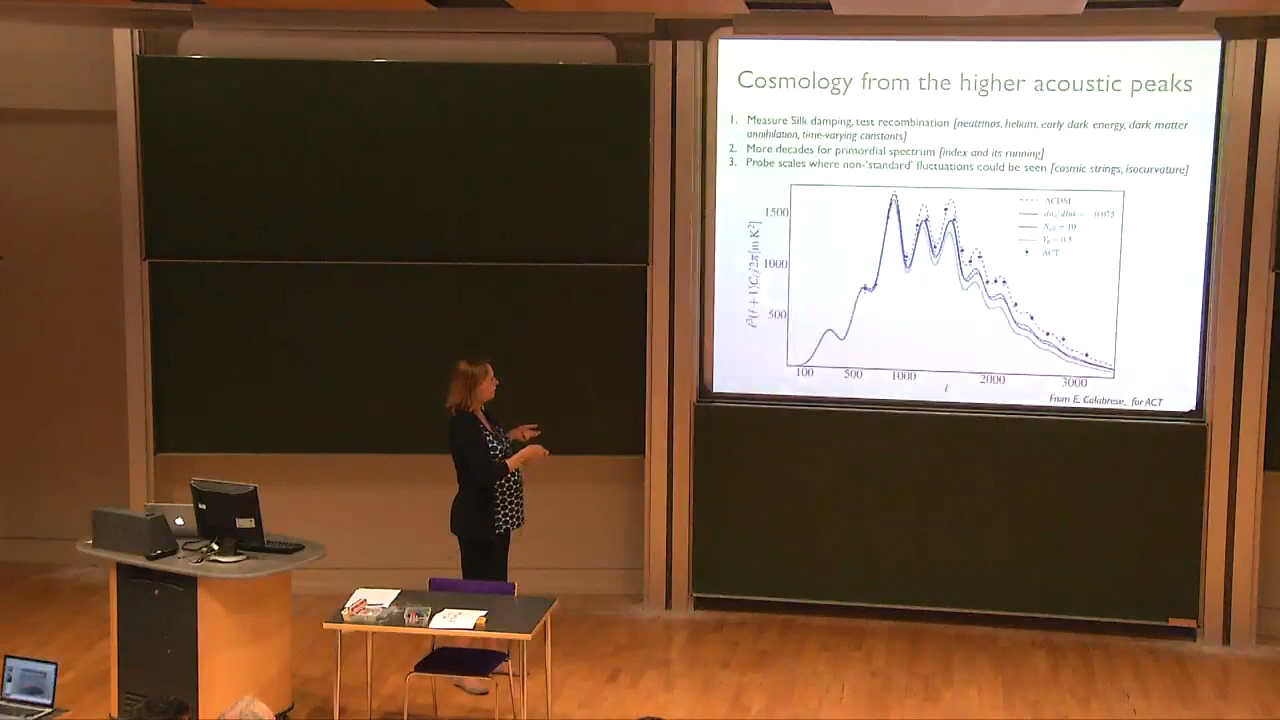 Cosmology from the higher acoustic peaks
1. Measure Silk damping, test recombination [neutrinos, helium, early dark energy, dark matter
annihilation, time-varying constants]
2. More decades for primordial spectrum [index and its running]
3. Probe scales where non-'standard' fluctuations could be seen [cosmic strings, isocurvature]
1500
1000
500
ΛCDM
ACT
100 500 1000 2000 3000
ℓ
From E. Calabrese, for ACT